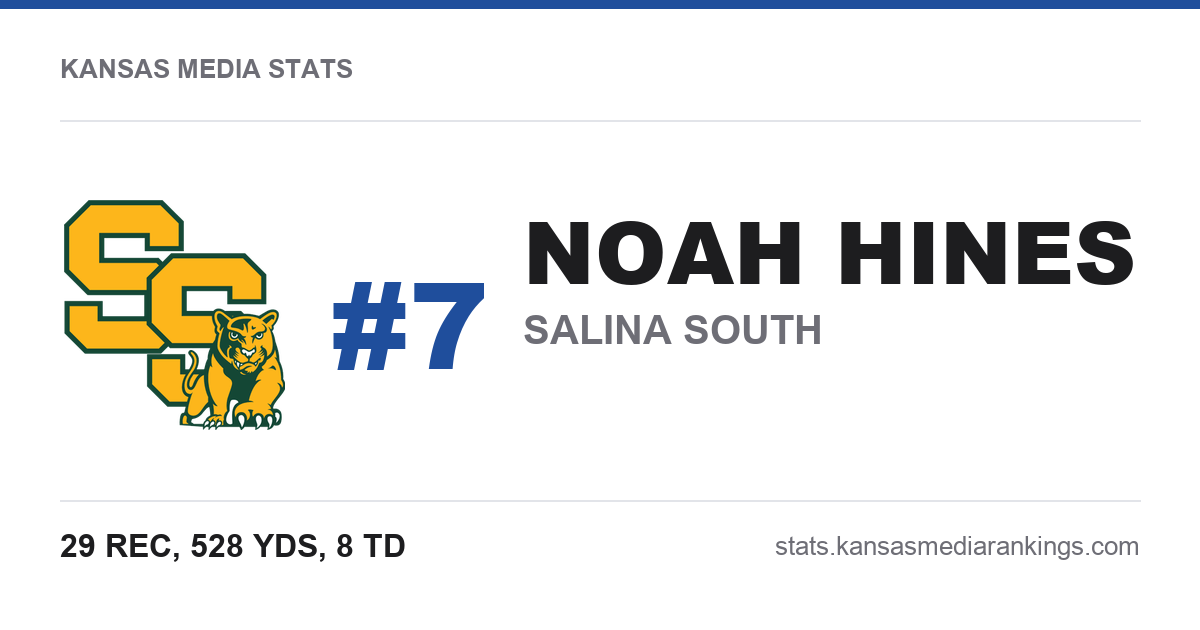 KANSAS MEDIA STATS
SS
#7
NOAH HINES
SALINA SOUTH
29 REC, 528 YDS, 8 TD
stats.kansasmediarankings.com